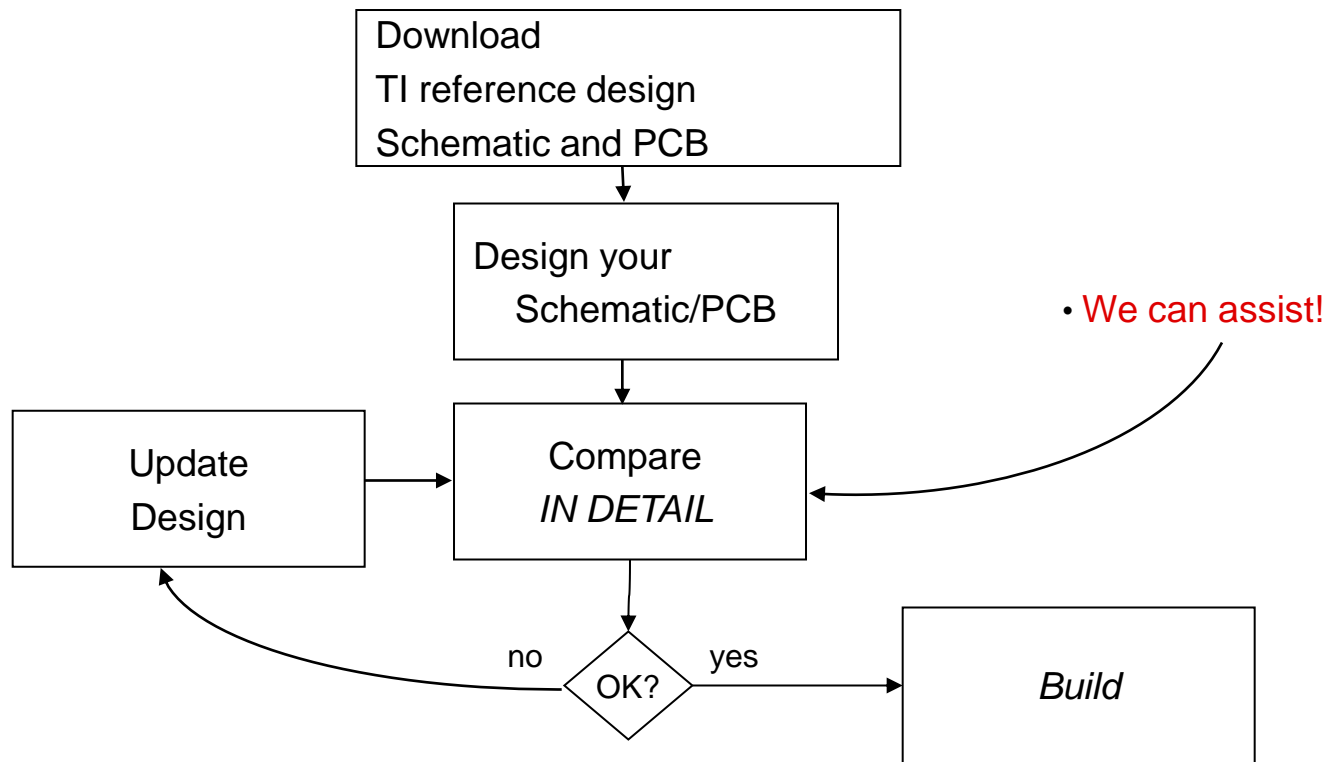 Download
TI reference design
Schematic and PCB
Design your
Schematic/PCB
• We can assist!
Update
Design
Compare
IN DETAIL
no
OK?
yes
Build